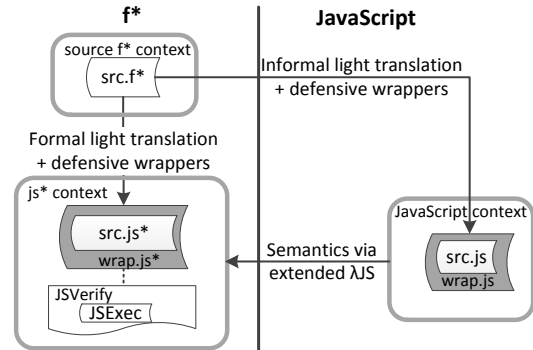 f*
JavaScript
source f* context
src.f*
Informal light translation
+ defensive wrappers
Formal light translation
+ defensive wrappers
js* context
src.js*
wrap.js*
JSVerify
JSExec
Semantics via
extended λJS
JavaScript context
src.js
wrap.js